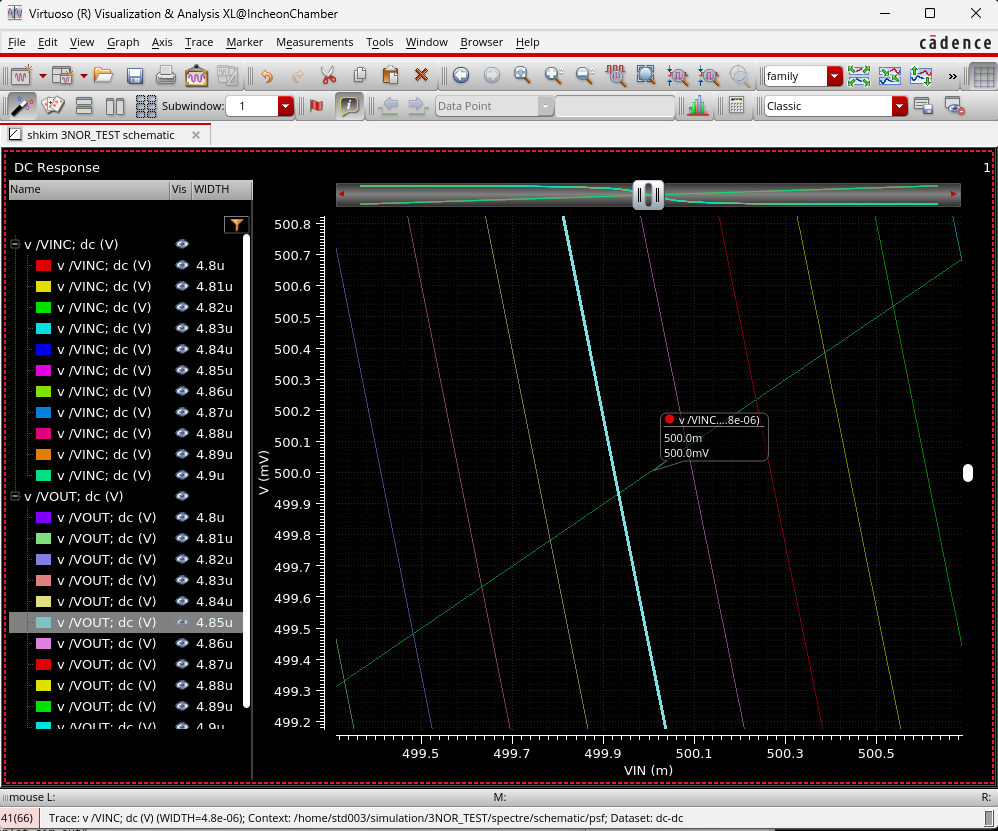 Virtuoso (R) Visualization & Analysis XL@IncheonChamber
File Edit View Graph Axis Trace Marker Measurements Tools Window Browser Help
cādence
family
»
Subwindow: 1
Data Point
Classic
shkim 3NOR_TEST schematic
DC Response
1
Name Vis WIDTH
v /VINC; dc (V)
v /VINC; dc (V) 4.8u
v /VINC; dc (V) 4.81u
v /VINC; dc (V) 4.82u
v /VINC; dc (V) 4.83u
v /VINC; dc (V) 4.84u
v /VINC; dc (V) 4.85u
v /VINC; dc (V) 4.86u
v /VINC; dc (V) 4.87u
v /VINC; dc (V) 4.88u
v /VINC; dc (V) 4.89u
v /VINC; dc (V) 4.9u
v /VOUT; dc (V)
v /VOUT; dc (V) 4.8u
v /VOUT; dc (V) 4.81u
v /VOUT; dc (V) 4.82u
v /VOUT; dc (V) 4.83u
v /VOUT; dc (V) 4.84u
v /VOUT; dc (V) 4.85u
v /VOUT; dc (V) 4.86u
v /VOUT; dc (V) 4.87u
v /VOUT; dc (V) 4.88u
v /VOUT; dc (V) 4.89u
v /VOUT; dc (V) 4.9u
V (mV)
500.8
500.7
500.6
500.5
500.4
500.3
500.2
500.1
500.0
499.9
499.8
499.7
499.6
499.5
499.4
499.3
499.2
v /VINC....8e-06)
500.0m
500.0mV
499.5 499.7 499.9 500.1 500.3 500.5
VIN (m)
mouse L: M: R:
41(66) Trace: v /VINC; dc (V) (WIDTH=4.8e-06); Context: /home/std003/simulation/3NOR_TEST/spectre/schematic/psf; Dataset: dc-dc